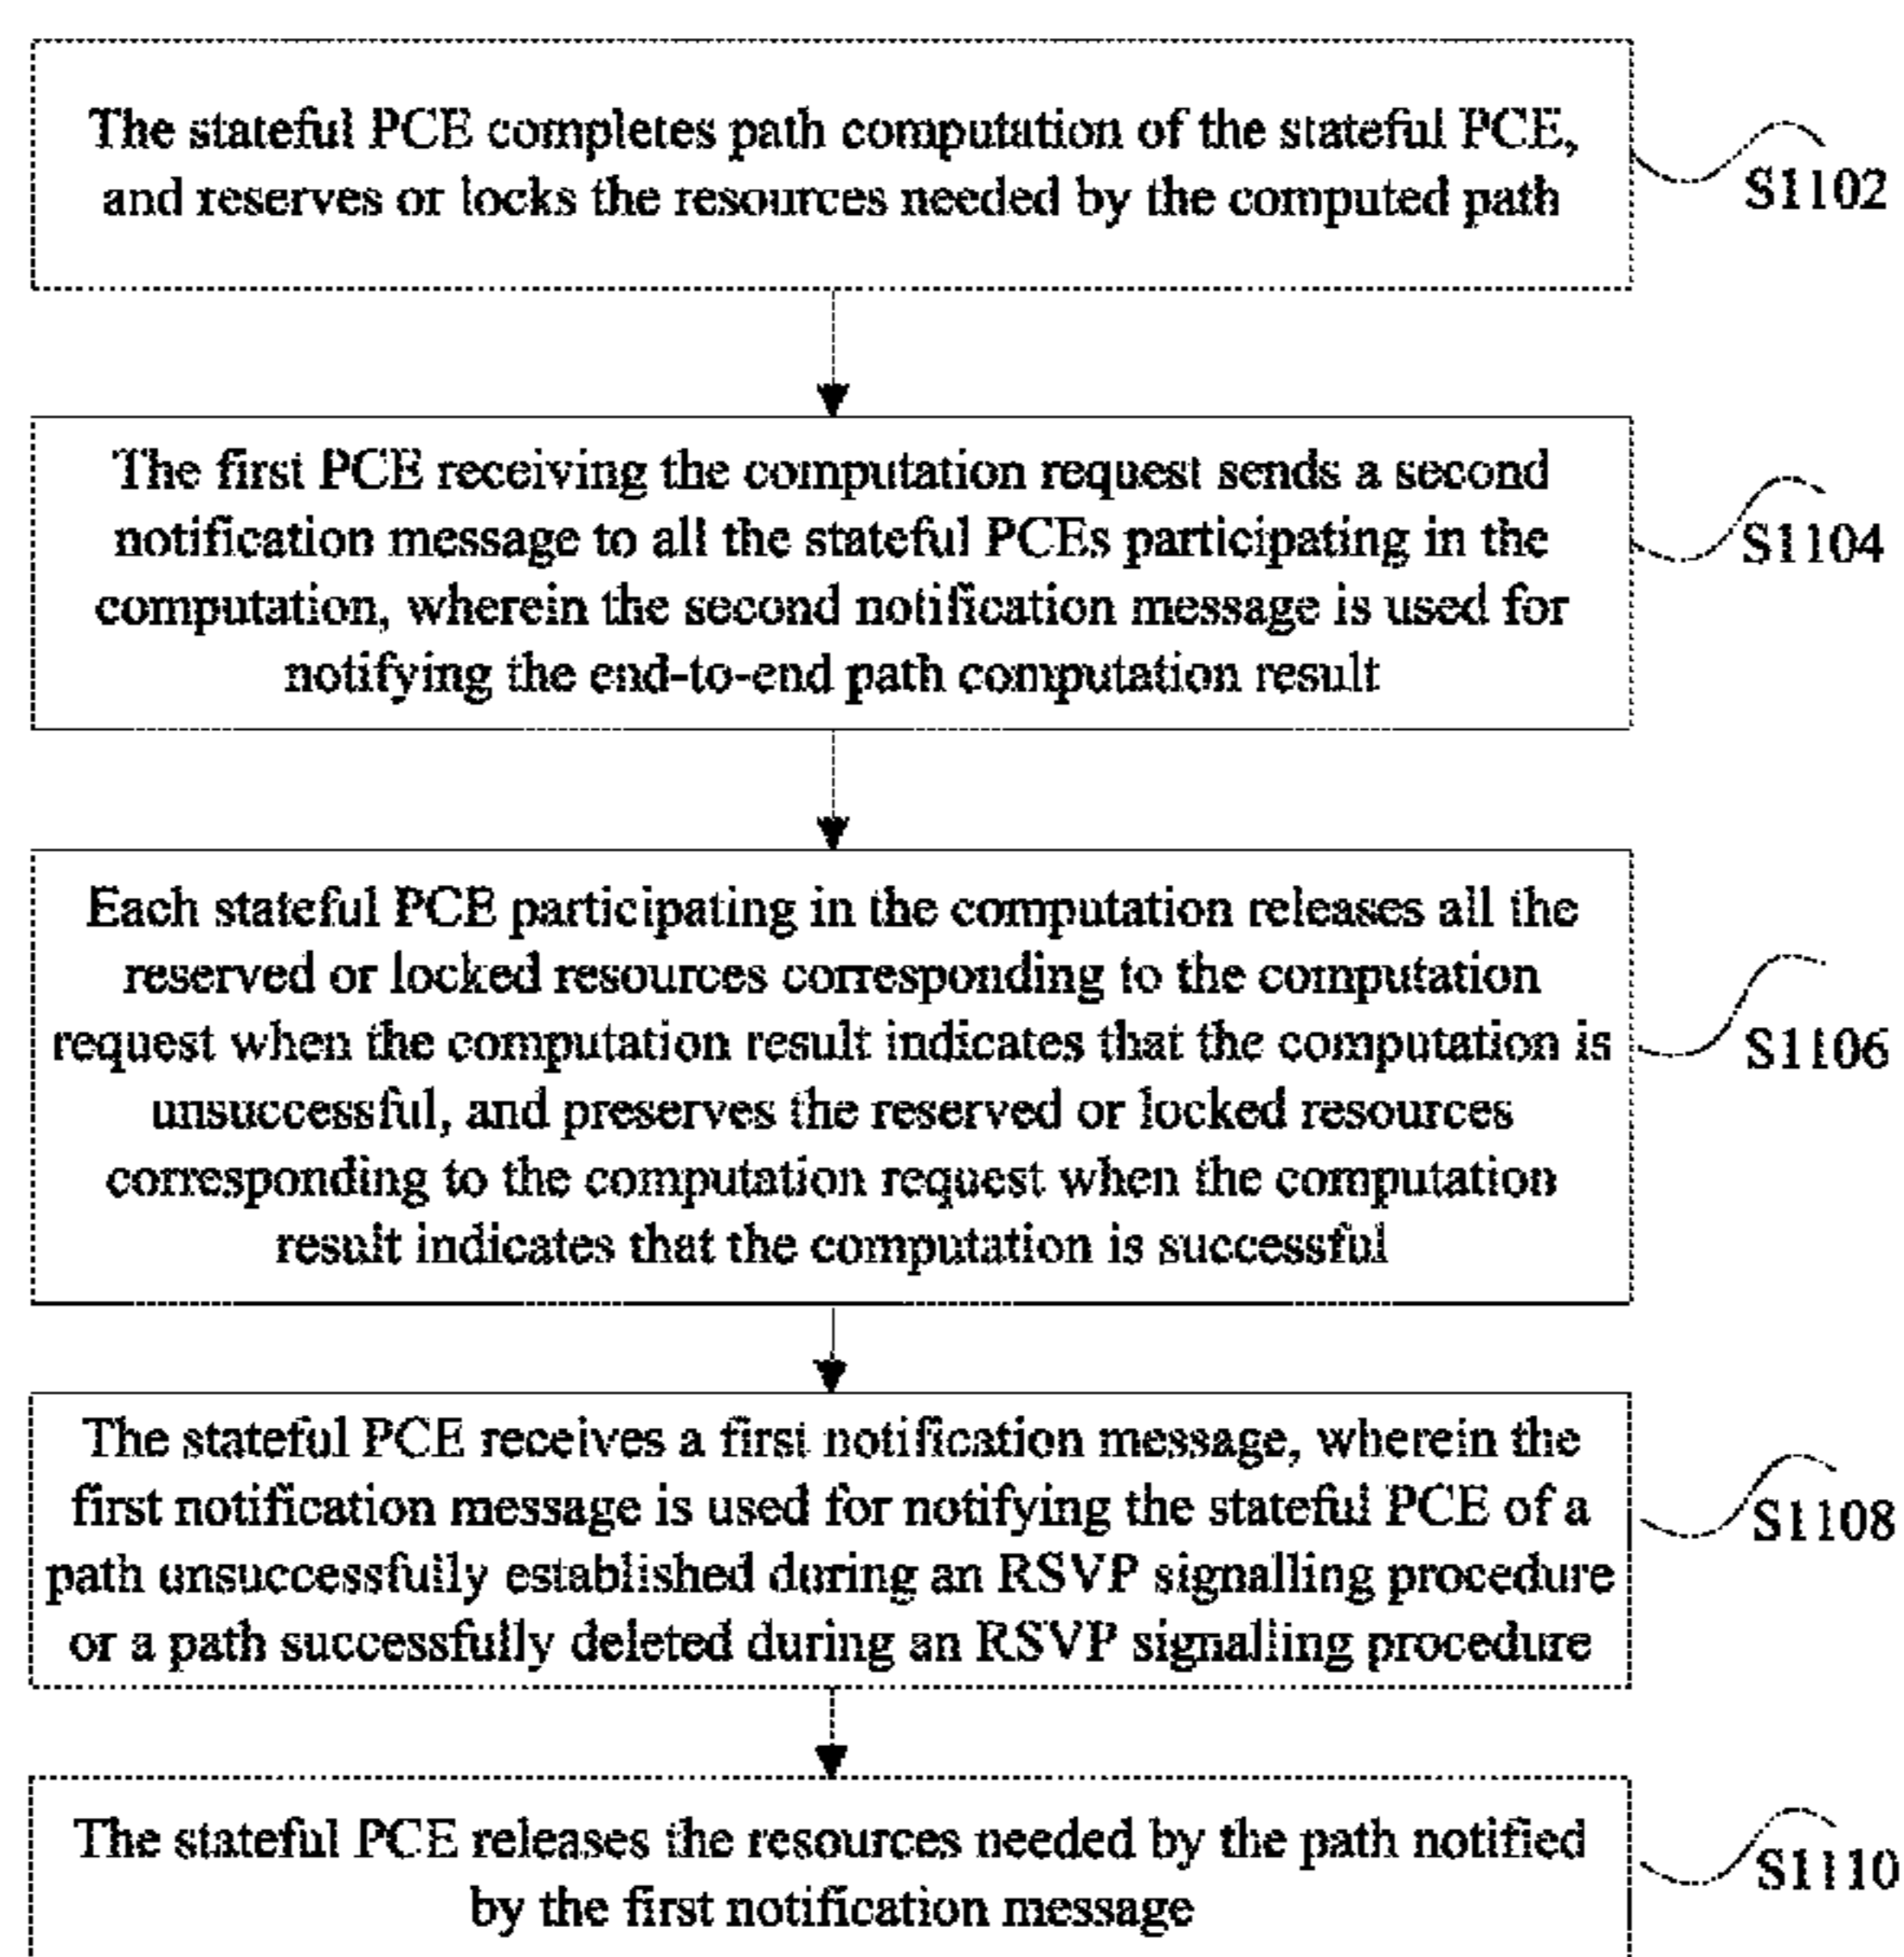 The stateful PCE completes path computation of the stateful PCE,
and reserves or locks the resources needed by the computed path
S1102
The first PCE receiving the computation request sends a second
notification message to all the stateful PCEs participating in the
computation, wherein the second notification message is used for
notifying the end-to-end path computation result
S1104
Each stateful PCE participating in the computation releases all the
reserved or locked resources corresponding to the computation
request when the computation result indicates that the computation is
unsuccessful, and preserves the reserved or locked resources
corresponding to the computation request when the computation
result indicates that the computation is successful
S1106
The stateful PCE receives a first notification message, wherein the
first notification message is used for notifying the stateful PCE of a
path unsuccessfully established during an RSVP signalling procedure
or a path successfully deleted during an RSVP signalling procedure
S1108
The stateful PCE releases the resources needed by the path notified
by the first notification message
S1110